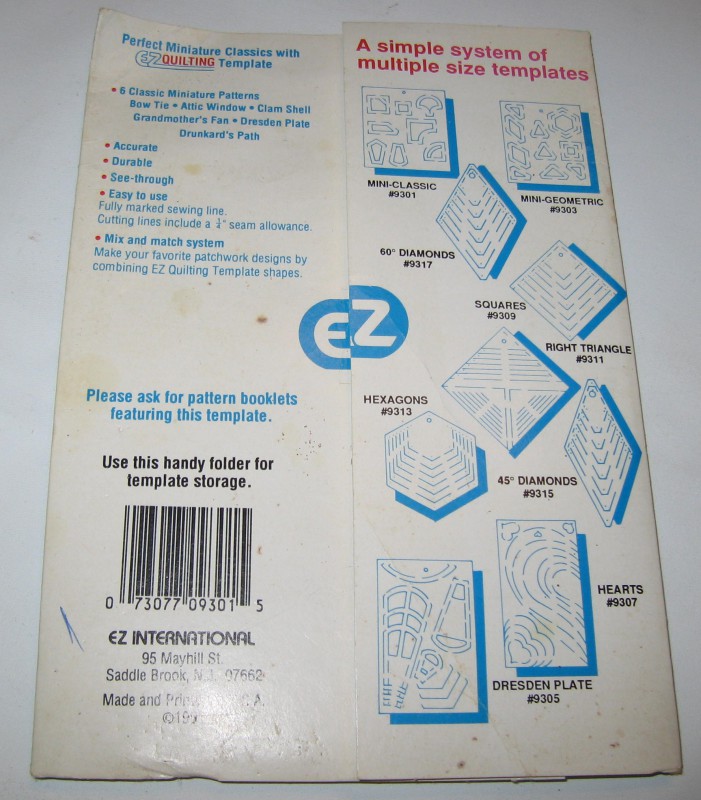 Perfect Miniature Classics with
EZ QUILTING Template
• 6 Classic Miniature Patterns
Bow Tie • Attic Window • Clam Shell
Grandmother's Fan • Dresden Plate
Drunkard's Path
• Accurate
• Durable
• See-through
• Easy to use
Fully marked sewing line.
Cutting lines include a ¼" seam allowance.
• Mix and match system
Make your favorite patchwork designs by
combining EZ Quilting Template shapes.
EZ
Please ask for pattern booklets
featuring this template.
Use this handy folder for
template storage.
0 73077 09301 5
EZ INTERNATIONAL
95 Mayhill St.
Saddle Brook, N.J. 07662
Made and A.
A simple system of
multiple size templates
MINI-CLASSIC
#9301
MINI-GEOMETRIC
#9303
60° DIAMONDS
#9317
SQUARES
#9309
RIGHT TRIANGLE
#9311
HEXAGONS
#9313
45° DIAMONDS
#9315
HEARTS
#9307
DRESDEN PLATE
#9305